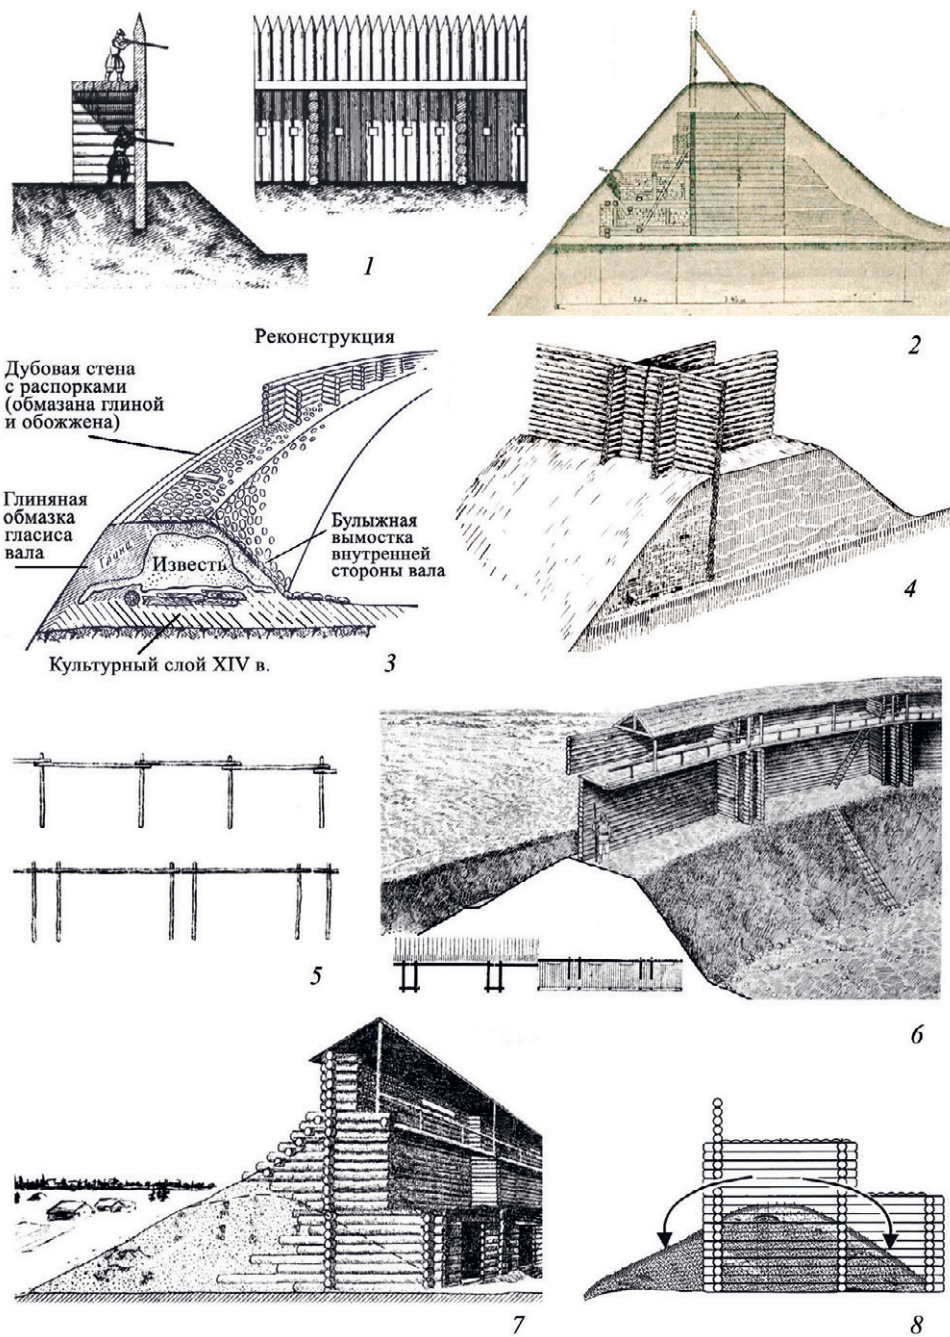 1
2
Реконструкция
Дубовая стена
с распорками
(обмазана глиной
и обожжена)
Глиняная
обмазка
гласиса
вала
Глина
Известь
Булыжная
вымостка
внутренней
стороны вала
Культурный слой XIV в.
3
4
5
6
7
8